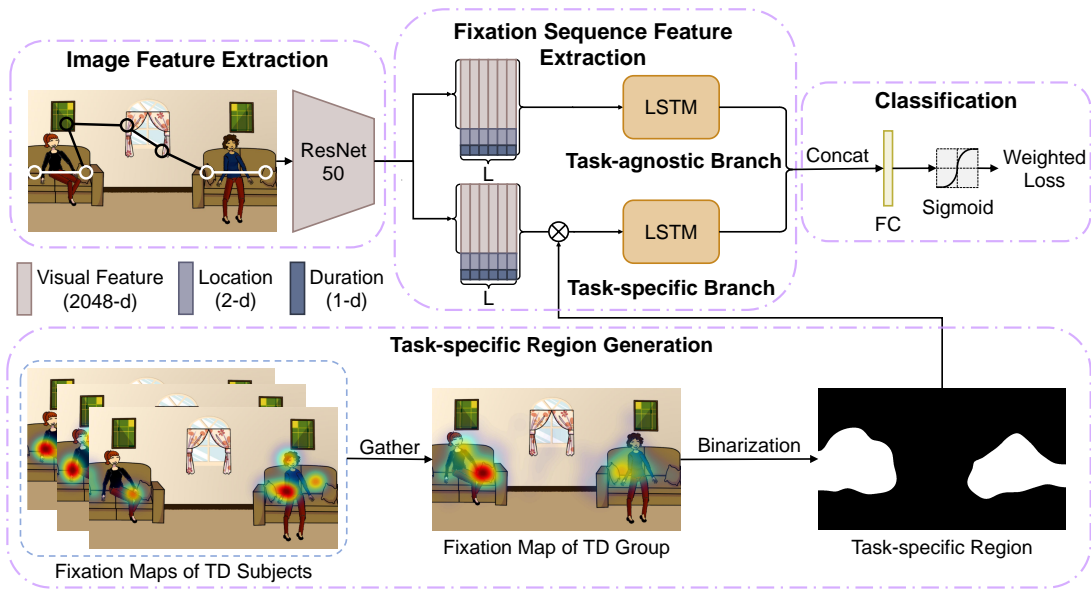 Image Feature Extraction
ResNet
50
Visual Feature
(2048-d)
Location
(2-d)
Duration
(1-d)
Fixation Sequence Feature
Extraction
L
LSTM
Task-agnostic Branch
L
LSTM
Task-specific Branch
Classification
Concat
FC
Sigmoid
Weighted
Loss
Task-specific Region Generation
Fixation Maps of TD Subjects
Gather
Fixation Map of TD Group
Binarization
Task-specific Region